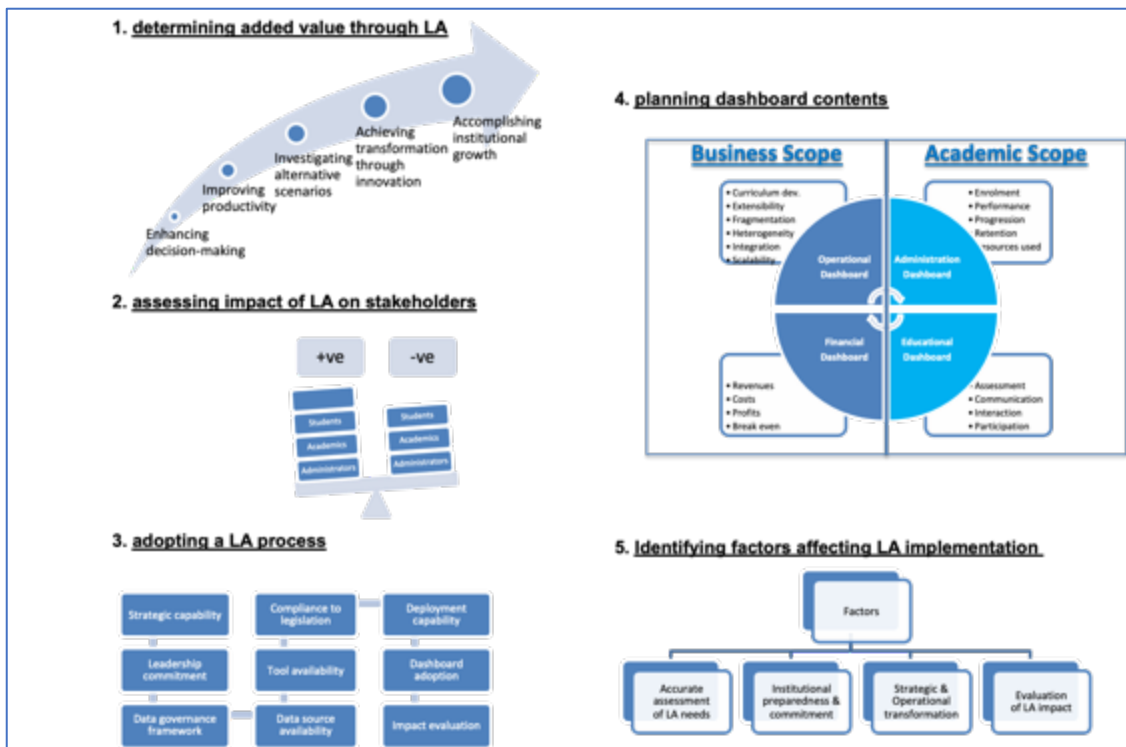 1. determining added value through LA
Enhancing
decision-making
Improving
productivity
Investigating
alternative
scenarios
Achieving
transformation
through
innovation
Accomplishing
institutional
growth
2. assessing impact of LA on stakeholders
+ve
-ve
Students
Academics
Administrators
Students
Academics
Administrators
3. adopting a LA process
Strategic capability
Leadership
commitment
Data governance
framework
Data source
availability
Tool availability
Compliance to
legislation
Deployment
capability
Dashboard
adoption
Impact evaluation
4. planning dashboard contents
Business Scope
Academic Scope
• Curriculum dev.
• Extensibility
• Fragmentation
• Heterogeneity
• Integration
• Scalability
Operational
Dashboard
• Enrolment
• Performance
• Progression
Retention
used
Administration
Dashboard
Financial
Dashboard
• Revenues
• Costs
• Profits
• Break even
Educational
Dashboard
Assessment
• Communication
• Interaction
• Participation
5. Identifying factors affecting LA implementation
Factors
Accurate
assessment
of LA needs
Institutional
preparedness &
commitment
Strategic &
Operational
transformation
Evaluation
of LA impact